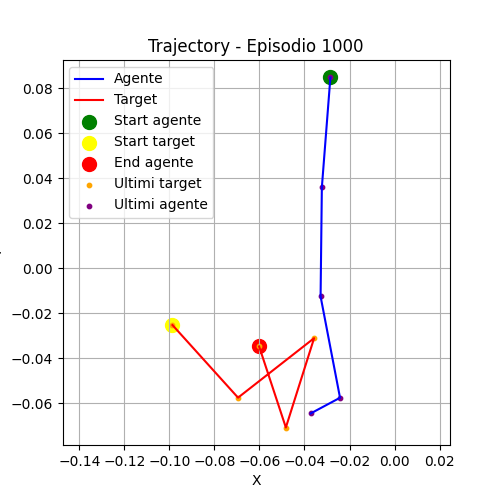 Trajectory - Episodio 1000
Agente
Target
Start agente
Start target
End agente
Ultimi target
Ultimi agente
0.08
0.06
0.04
0.02
0.00
−0.02
−0.04
−0.06
−0.14 −0.12 −0.10 −0.08 −0.06 −0.04 −0.02 0.00 0.02
X